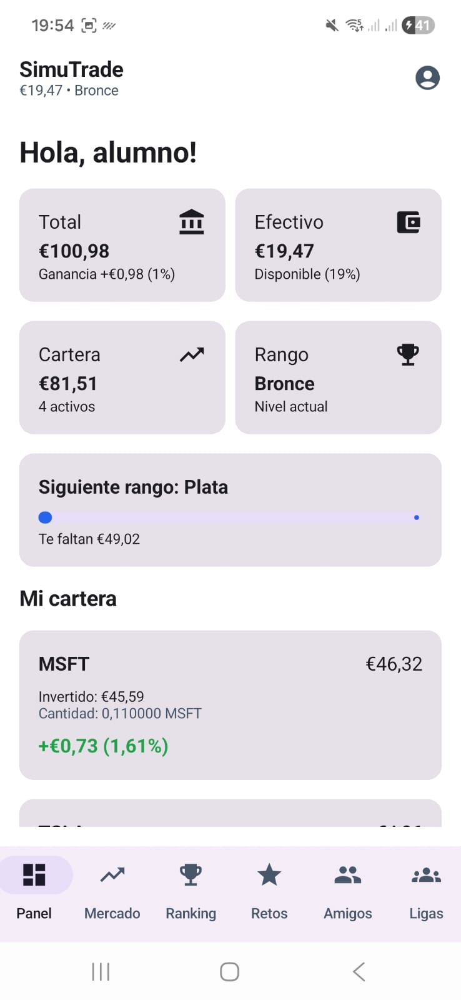 19:54
41
SimuTrade
€19,47 • Bronce
Hola, alumno!
Total
€100,98
Ganancia +€0,98 (1%)
Efectivo
€19,47
Disponible (19%)
Cartera
€81,51
4 activos
Rango
Bronce
Nivel actual
Siguiente rango: Plata
Te faltan €49,02
Mi cartera
MSFT €46,32
Invertido: €45,59
Cantidad: 0,110000 MSFT
+€0,73 (1,61%)
Panel Mercado Ranking Retos Amigos Ligas